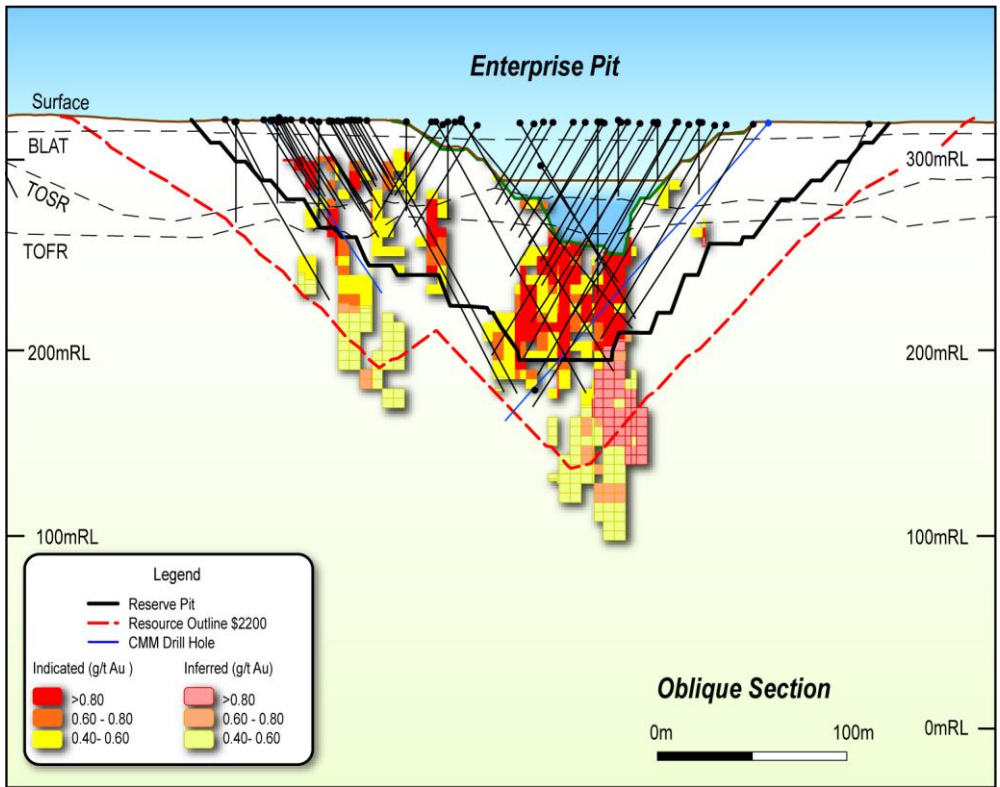 Enterprise Pit
Surface
BLAT
300mRL
TOSR
TOFR
200mRL
200mRL
100mRL
100mRL
Legend
Reserve Pit
Resource Outline $2200
CMM Drill Hole
Indicated (g/t Au )
Inferred (g/t Au)
>0.80
>0.80
0.60 - 0.80
0.60 - 0.80
0.40- 0.60
0.40- 0.60
Oblique Section
0m
100m
0mRL